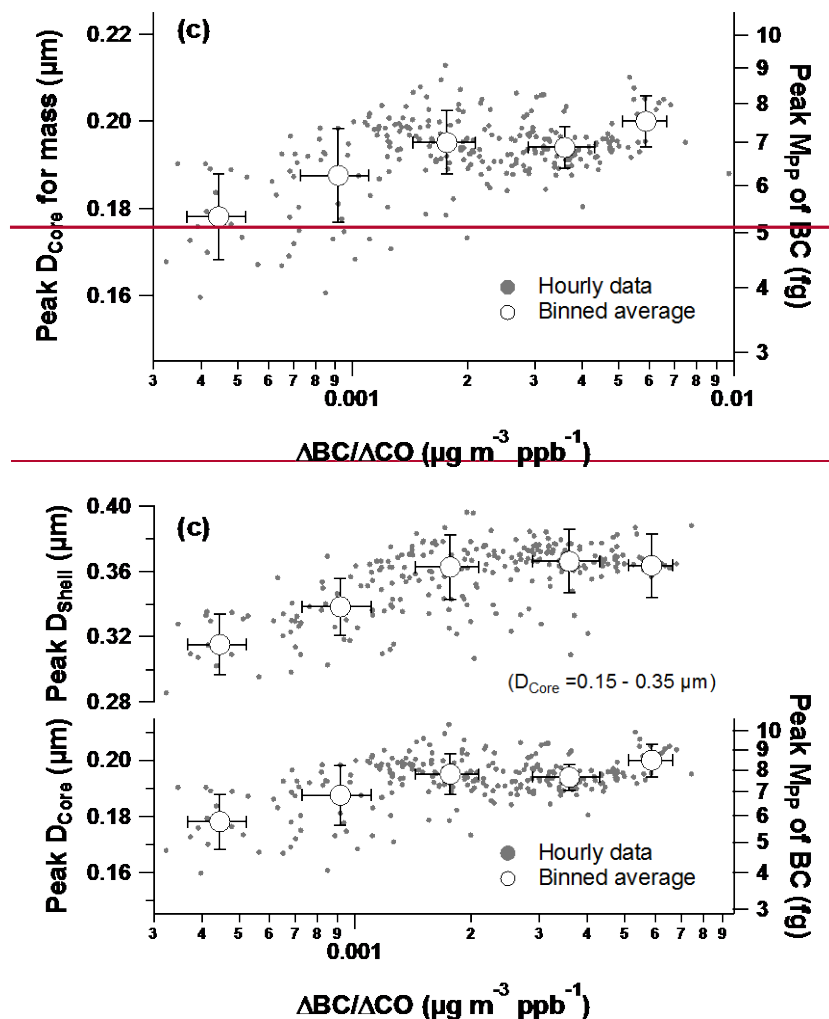 (c)
0.22
0.20
0.18
0.16
Peak D_Core for mass (µm)
10
9
8
7
6
5
4
3
Peak M_PP of BC (fg)
Hourly data
Binned average
3 4 5 6 7 8 9 2 3 4 5 6 7 8 9
0.001 0.01
ΔBC/ΔCO (µg m⁻³ ppb⁻¹)
(c)
0.40
0.36
0.32
0.28
Peak D_Shell (µm)
(D_Core =0.15 - 0.35 µm)
0.20
0.18
0.16
Peak D_Core (µm)
10
9
8
7
6
5
4
3
Peak M_PP of BC (fg)
Hourly data
Binned average
3 4 5 6 7 8 9 2 3 4 5 6 7 8 9
0.001
ΔBC/ΔCO (µg m⁻³ ppb⁻¹)